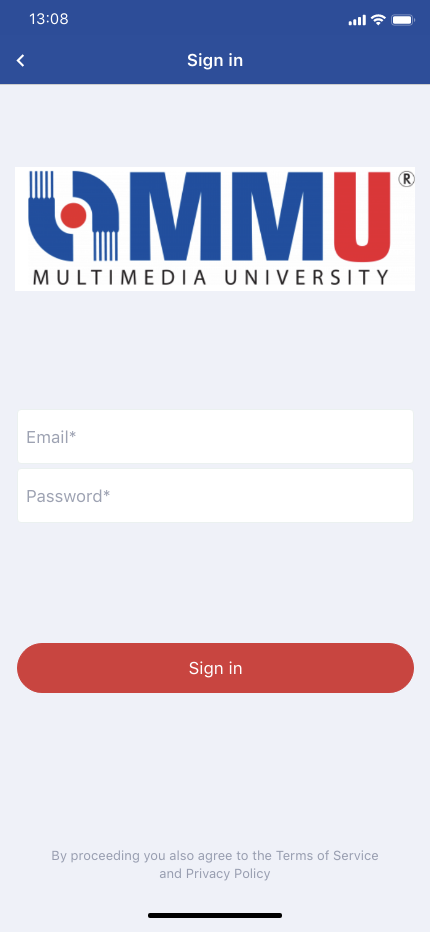 13:08
Sign in
MMU®
MULTIMEDIA UNIVERSITY
Email*
Password*
Sign in
By proceeding you also agree to the Terms of Service
and Privacy Policy